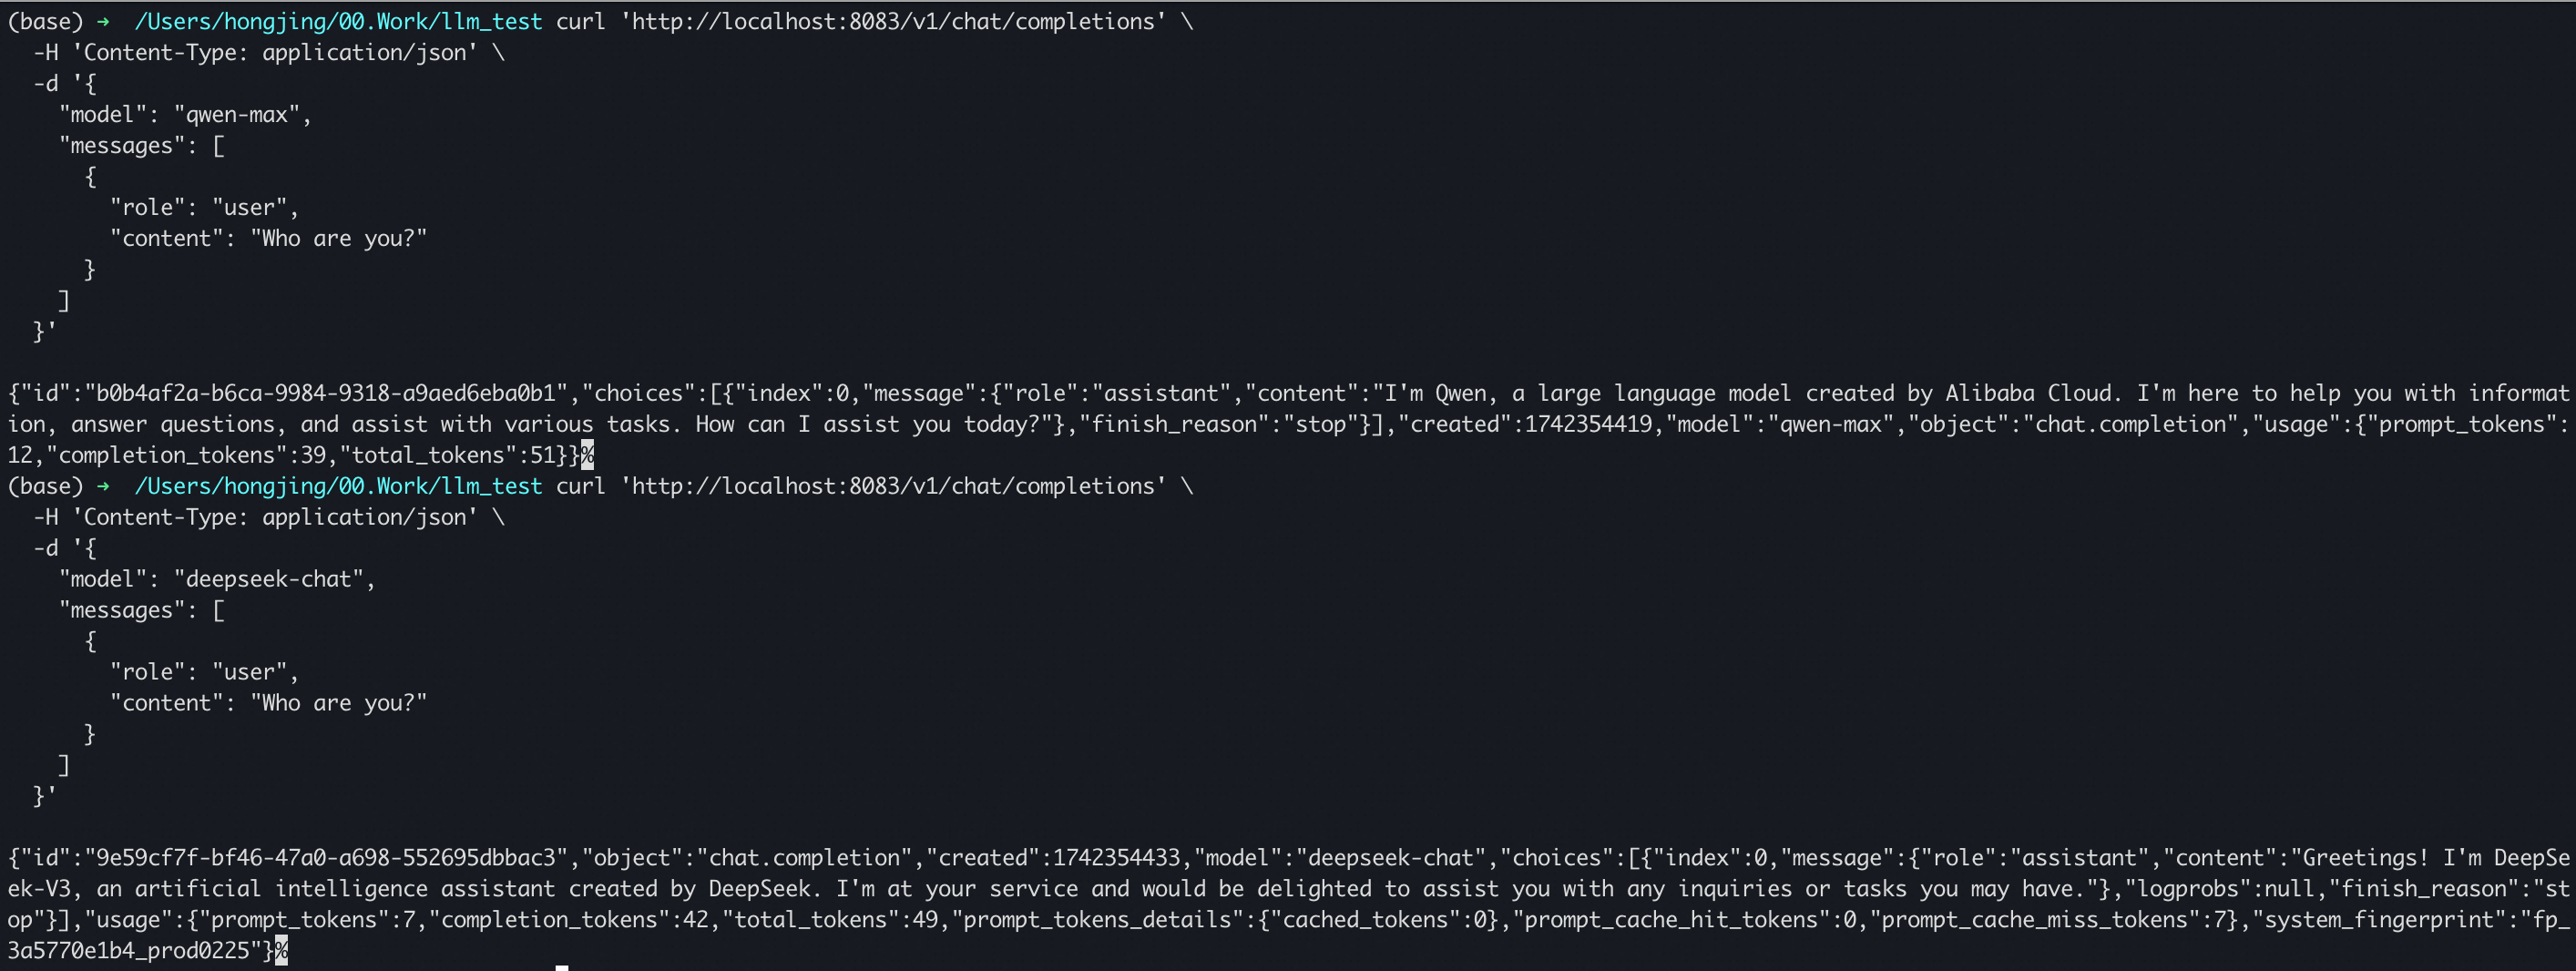 (base) ➜  /Users/hongjing/00.Work/llm_test curl 'http://localhost:8083/v1/chat/completions' \
  -H 'Content-Type: application/json' \
  -d '{
    "model": "qwen-max",
    "messages": [
      {
        "role": "user",
        "content": "Who are you?"
      }
    ]
  }'

{"id":"b0b4af2a-b6ca-9984-9318-a9aed6eba0b1","choices":[{"index":0,"message":{"role":"assistant","content":"I'm Qwen, a large language model created by Alibaba Cloud. I'm here to help you with informat
ion, answer questions, and assist with various tasks. How can I assist you today?"},"finish_reason":"stop"}],"created":1742354419,"model":"qwen-max","object":"chat.completion","usage":{"prompt_tokens":
12,"completion_tokens":39,"total_tokens":51}}%
(base) ➜  /Users/hongjing/00.Work/llm_test curl 'http://localhost:8083/v1/chat/completions' \
  -H 'Content-Type: application/json' \
  -d '{
    "model": "deepseek-chat",
    "messages": [
      {
        "role": "user",
        "content": "Who are you?"
      }
    ]
  }'

{"id":"9e59cf7f-bf46-47a0-a698-552695dbbac3","object":"chat.completion","created":1742354433,"model":"deepseek-chat","choices":[{"index":0,"message":{"role":"assistant","content":"Greetings! I'm DeepSe
ek-V3, an artificial intelligence assistant created by DeepSeek. I'm at your service and would be delighted to assist you with any inquiries or tasks you may have."},"logprobs":null,"finish_reason":"st
op"}],"usage":{"prompt_tokens":7,"completion_tokens":42,"total_tokens":49,"prompt_tokens_details":{"cached_tokens":0},"prompt_cache_hit_tokens":0,"prompt_cache_miss_tokens":7},"system_fingerprint":"fp_
3a5770e1b4_prod0225"}%